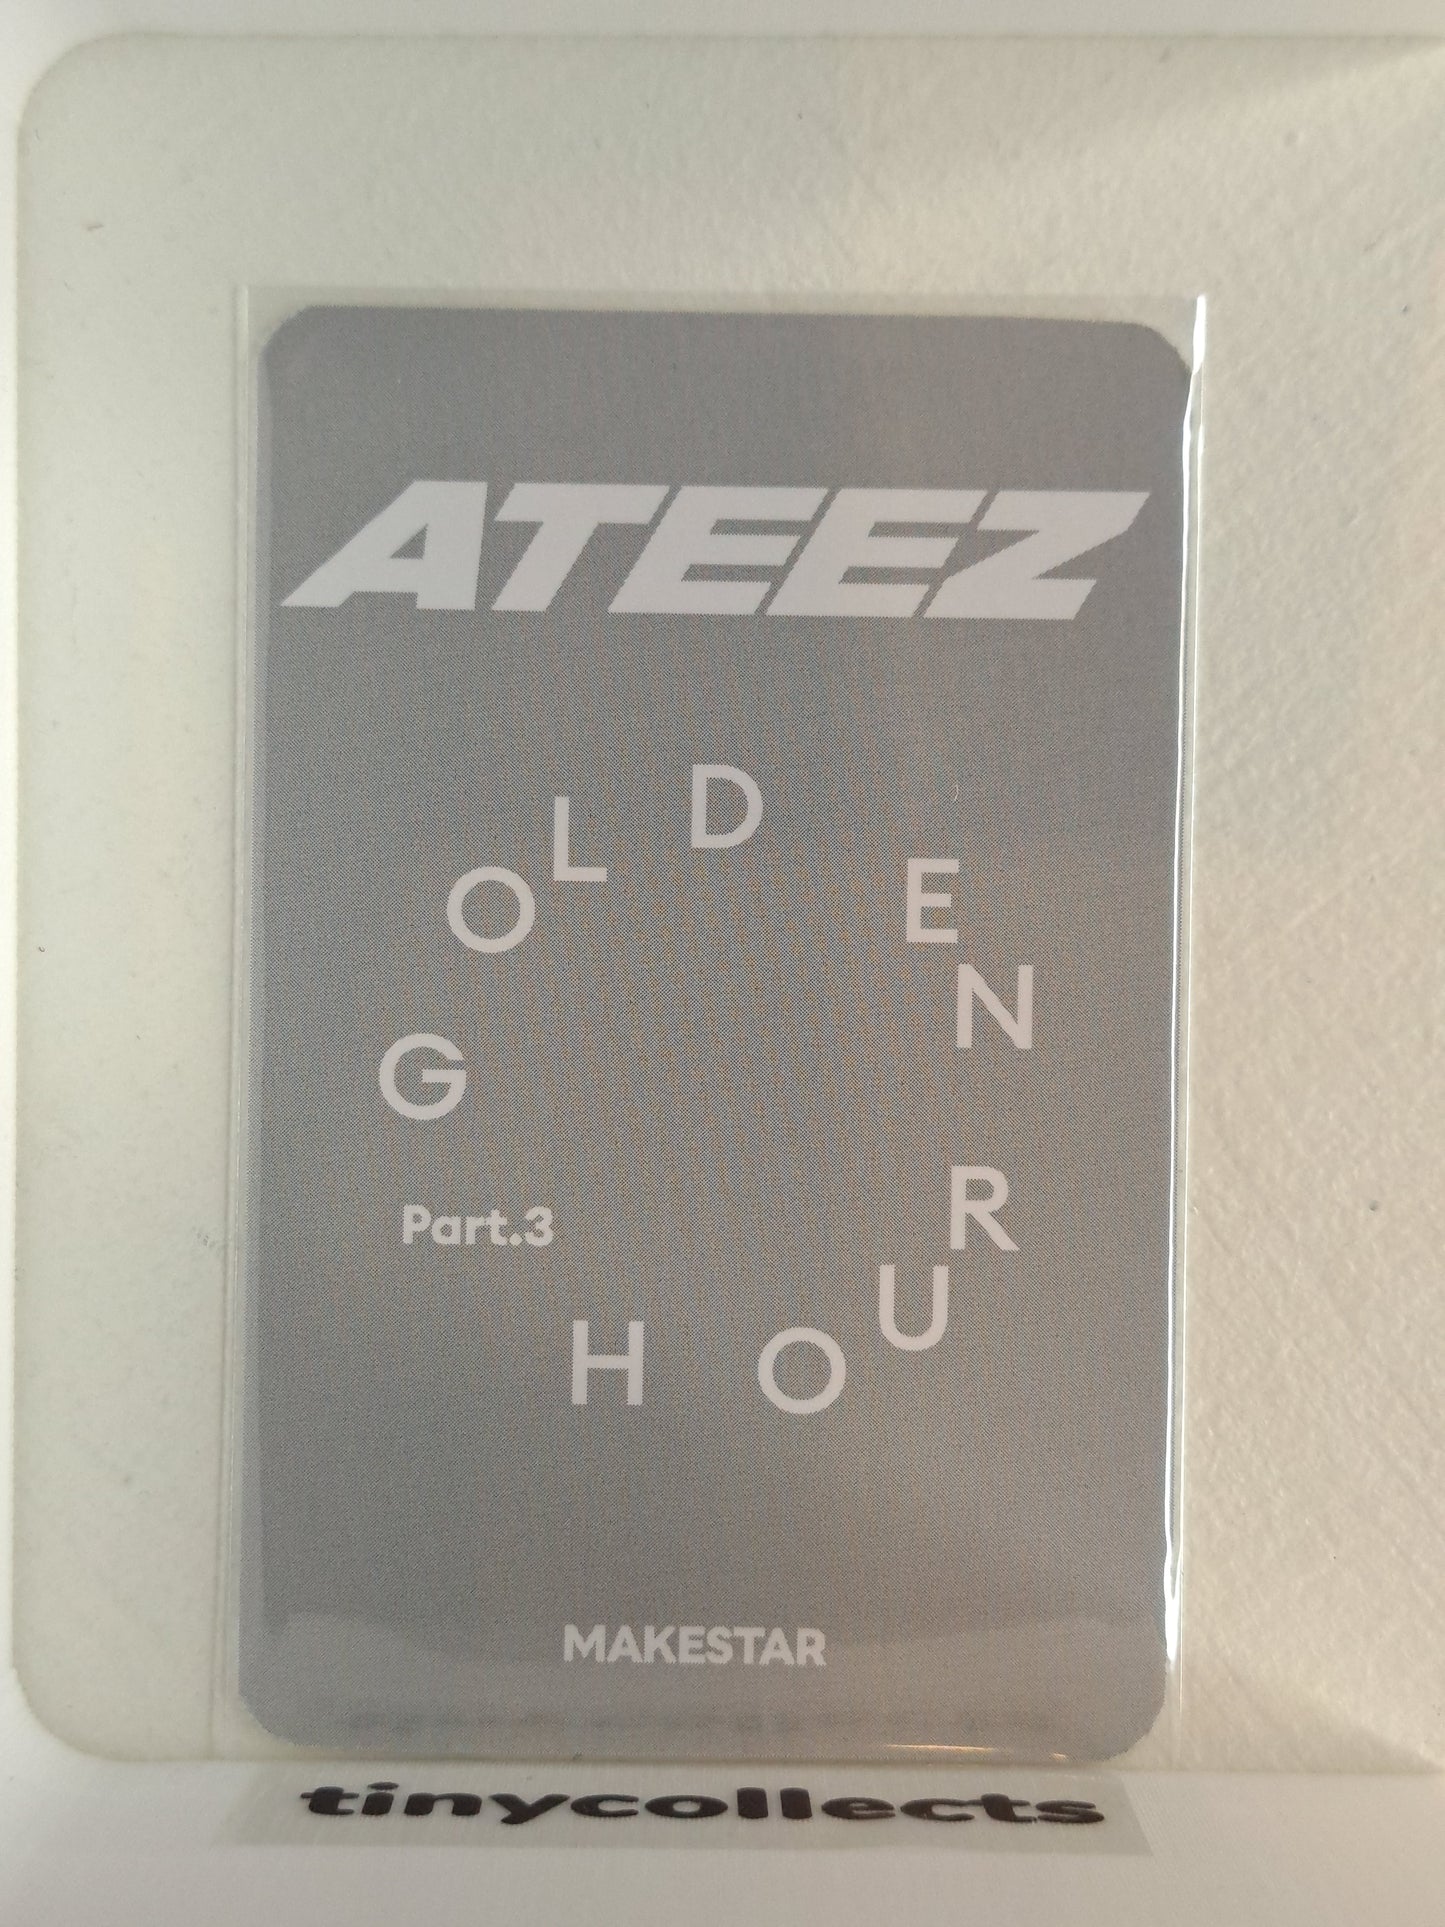 ATEEZ
GOLDEN
Part.3
HOUR
MAKESTAR
tinycollects